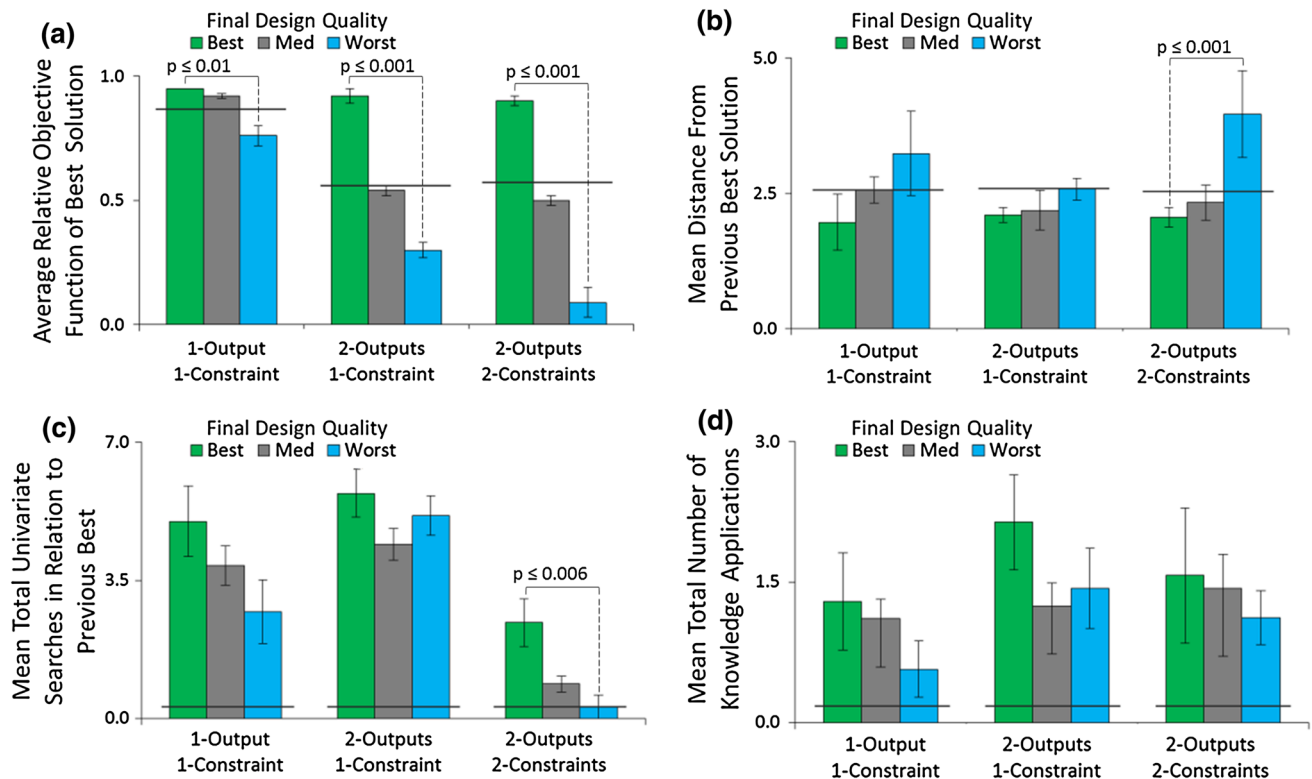 (a)
Final Design Quality
Best Med Worst
Average Relative Objective
Function of Best Solution
1.0
0.5
0.0
p ≤ 0.01
p ≤ 0.001
p ≤ 0.001
1-Output
1-Constraint
2-Outputs
1-Constraint
2-Outputs
2-Constraints
(b)
Final Design Quality
Best Med Worst
Mean Distance From
Previous Best Solution
5.0
2.5
0.0
p ≤ 0.001
1-Output
1-Constraint
2-Outputs
1-Constraint
2-Outputs
2-Constraints
(c)
Final Design Quality
Best Med Worst
Mean Total Univariate
Searches in Relation to
Previous Best
7.0
3.5
0.0
p ≤ 0.006
1-Output
1-Constraint
2-Outputs
1-Constraint
2-Outputs
2-Constraints
(d)
Final Design Quality
Best Med Worst
Mean Total Number of
Knowledge Applications
3.0
1.5
0.0
1-Output
1-Constraint
2-Outputs
1-Constraint
2-Outputs
2-Constraints